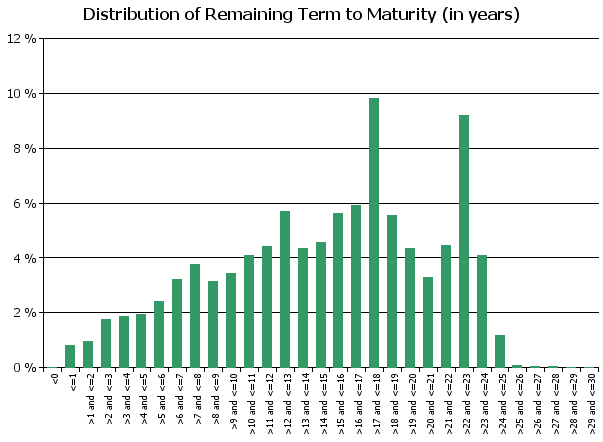 Distribution of Remaining Term to Maturity (in years)
12 %
10 %
8 %
6 %
4 %
2 %
0 %
<0
<=1
>1 and <=2
>2 and <=3
>3 and <=4
>4 and <=5
>5 and <=6
>6 and <=7
>7 and <=8
>8 and <=9
>9 and <=10
>10 and <=11
>11 and <=12
>12 and <=13
>13 and <=14
>14 and <=15
>15 and <=16
>16 and <=17
>17 and <=18
>18 and <=19
>19 and <=20
>20 and <=21
>21 and <=22
>22 and <=23
>23 and <=24
>24 and <=25
>25 and <=26
>26 and <=27
>27 and <=28
>28 and <=29
>29 and <=30